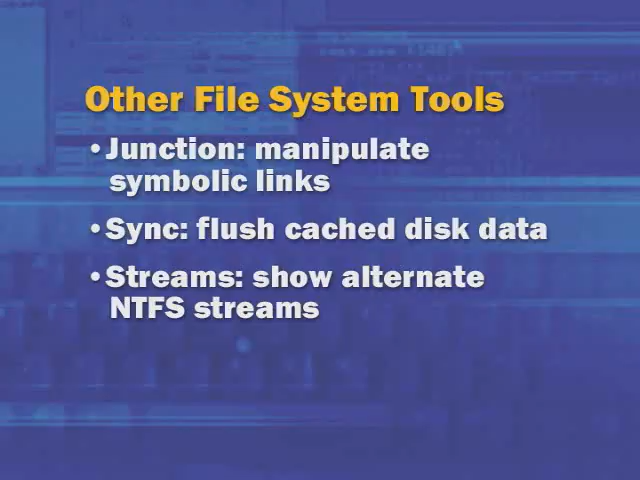 Other File System Tools
•Junction: manipulate
symbolic links
•Sync: flush cached disk data
•Streams: show alternate
NTFS streams